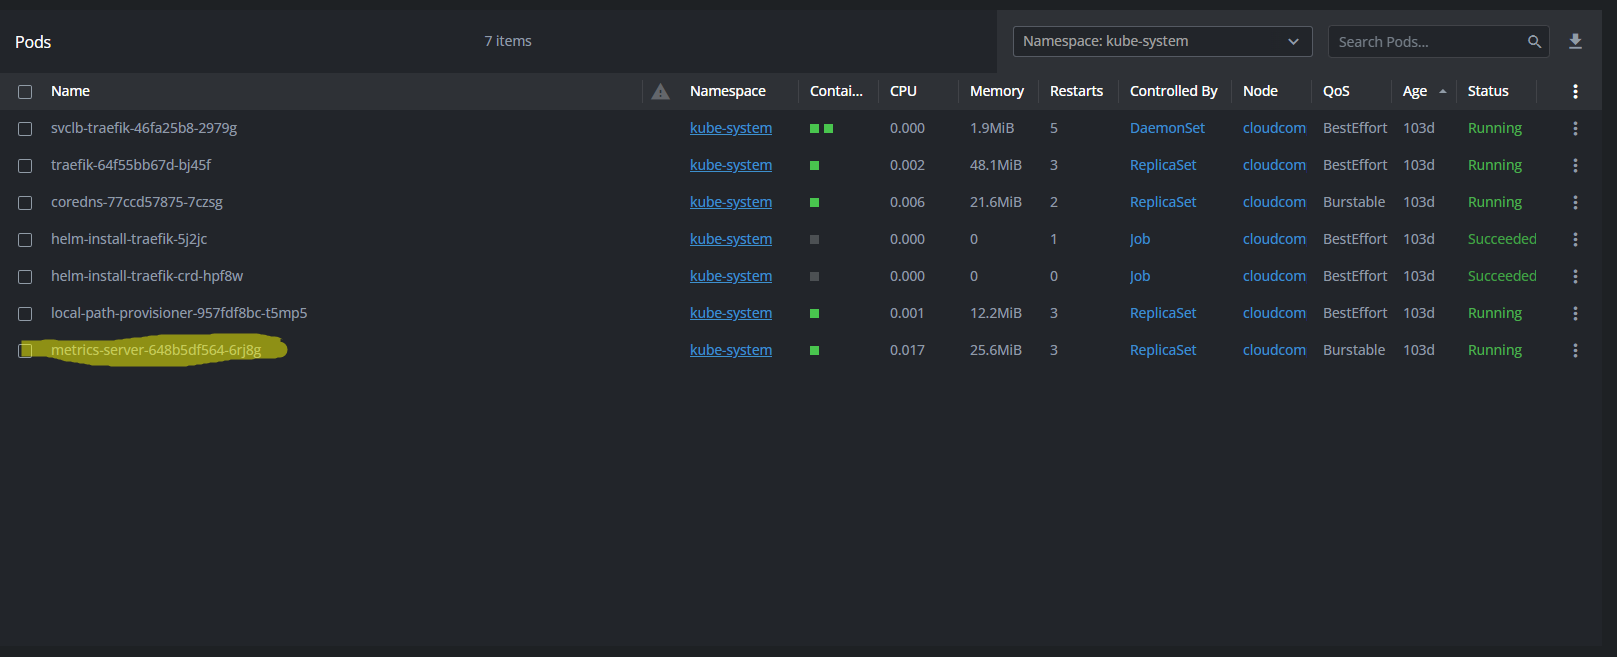 Pods 7 items Namespace: kube-system Search Pods...
Name Namespace Contai... CPU Memory Restarts Controlled By Node QoS Age Status
svclb-traefik-46fa25b8-2979g kube-system 0.000 1.9MiB 5 DaemonSet cloudcom BestEffort 103d Running
traefik-64f55bb67d-bj45f kube-system 0.002 48.1MiB 3 ReplicaSet cloudcom BestEffort 103d Running
coredns-77ccd57875-7czsg kube-system 0.006 21.6MiB 2 ReplicaSet cloudcom Burstable 103d Running
helm-install-traefik-5j2jc kube-system 0.000 0 1 Job cloudcom BestEffort 103d Succeeded
helm-install-traefik-crd-hpf8w kube-system 0.000 0 0 Job cloudcom BestEffort 103d Succeeded
local-path-provisioner-957fdf8bc-t5mp5 kube-system 0.001 12.2MiB 3 ReplicaSet cloudcom BestEffort 103d Running
metrics-server-648b5df564-6rj8g kube-system 0.017 25.6MiB 3 ReplicaSet cloudcom Burstable 103d Running